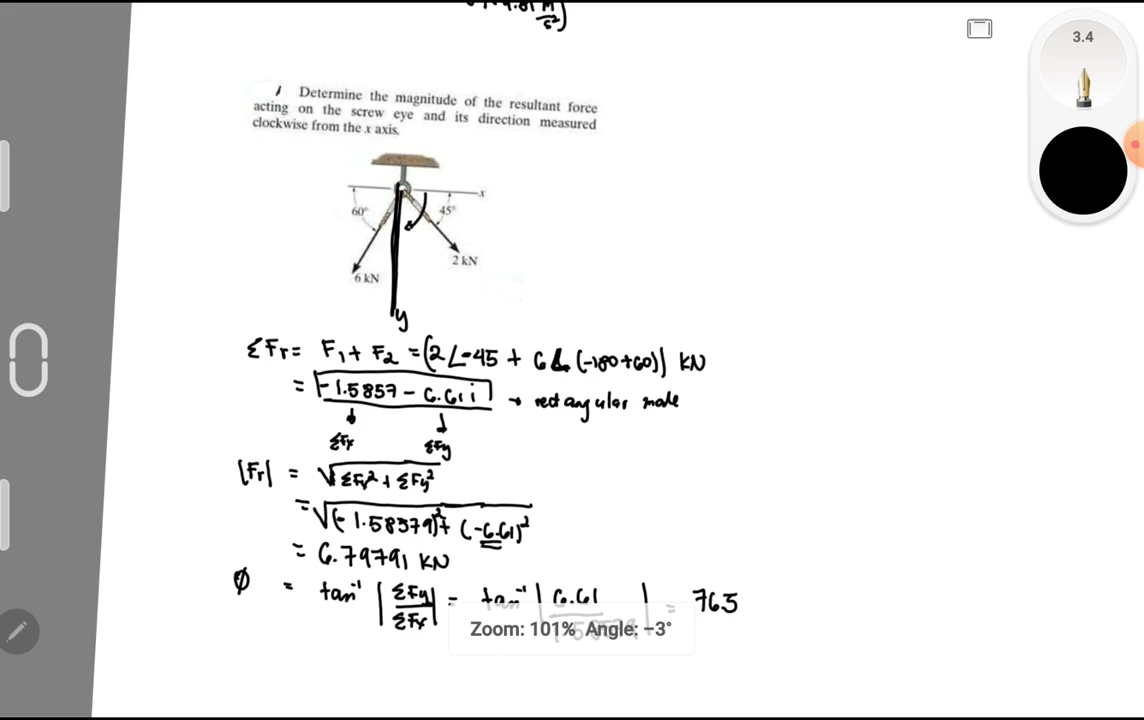 3.4
Determine the magnitude of the resultant force
acting on the screw eye and its direction measured
clockwise from the x axis.
x
60°
45°
2 kN
6 kN
y
ΣFr = F₁ + F₂ = (2∠-45 + 6∠(-180+60)) KN
= -1.5857 - 6.61i → rectangular mode
ΣFx ΣFy
|Fr| = √ΣFx² + ΣFy²
= √(-1.58579)² + (-6.61)²
= 6.79791 KN
Ø = tan⁻¹ |ΣFy/ΣFx| = tan⁻¹ |6.61 | = 765
Zoom: 101% Angle: −3°